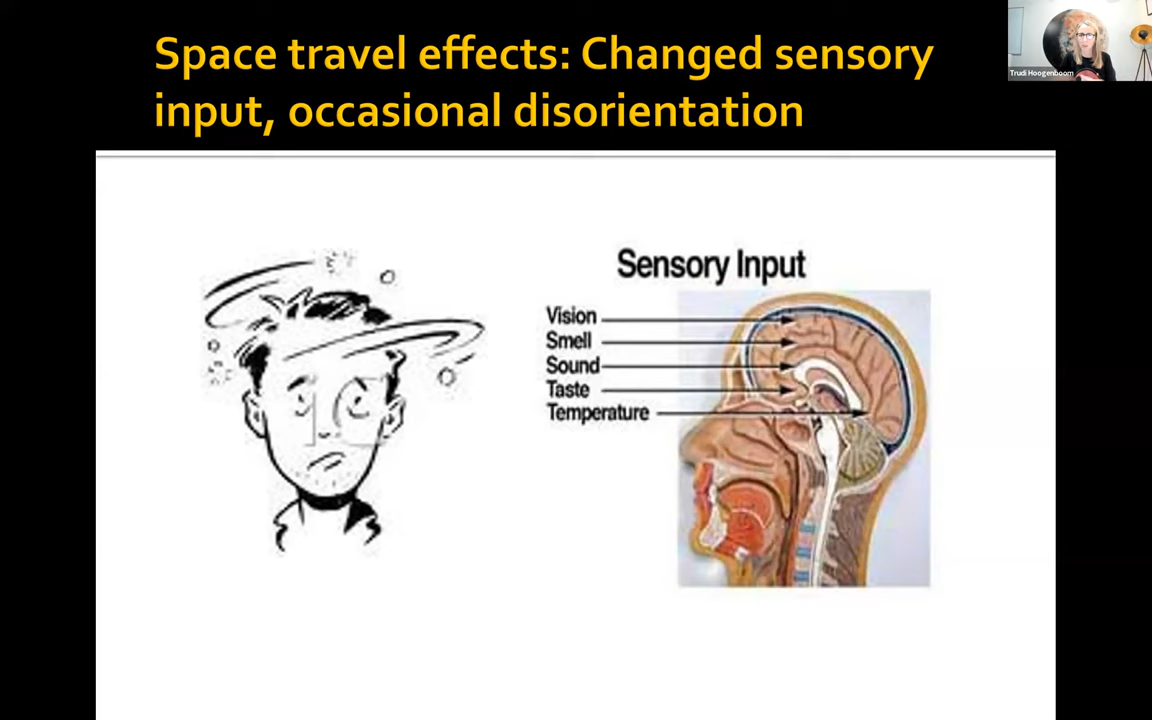 Space travel effects: Changed sensory
input, occasional disorientation
Trudi Hoogenboom
Sensory Input
Vision
Smell
Sound
Taste
Temperature